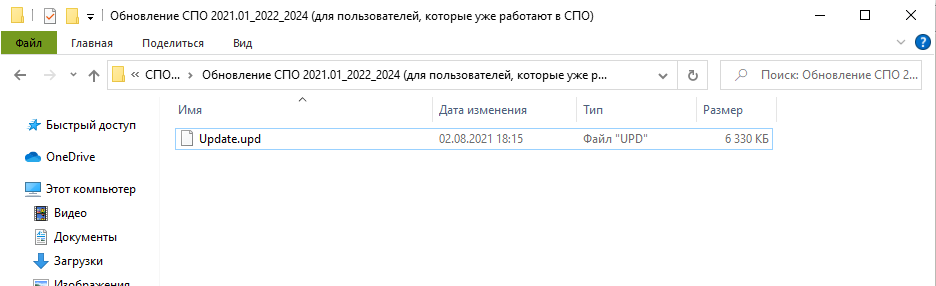 Обновление СПО 2021.01_2022_2024 (для пользователей, которые уже работают в СПО)
Файл Главная Поделиться Вид
« СПО... › Обновление СПО 2021.01_2022_2024 (для пользователей, которые уже р... Поиск: Обновление СПО 2...
Имя Дата изменения Тип Размер
Быстрый доступ
Update.upd 02.08.2021 18:15 Файл "UPD" 6 330 КБ
OneDrive
Этот компьютер
Видео
Документы
Загрузки
Изображения